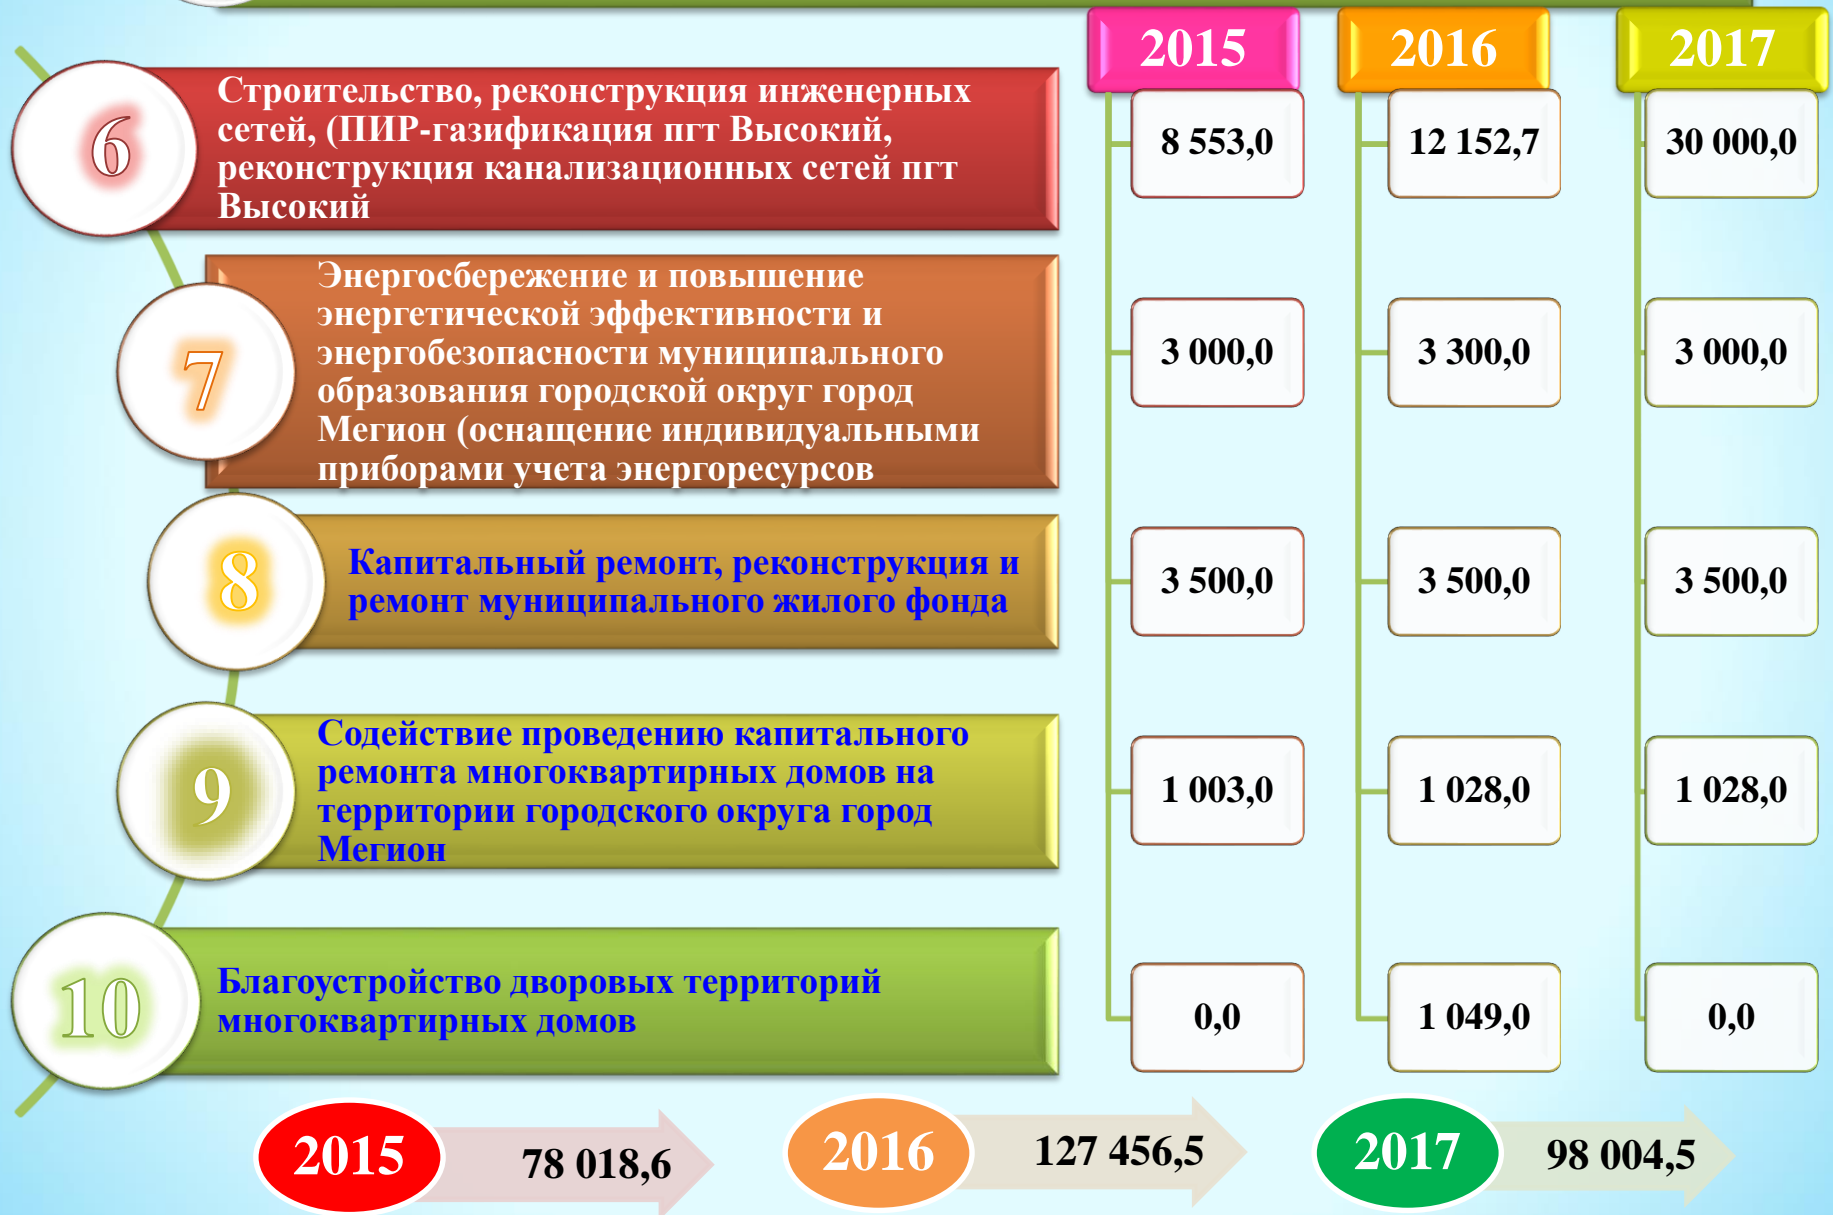 2015
2016
2017
6
Строительство, реконструкция инженерных
сетей, (ПИР-газификация пгт Высокий,
реконструкция канализационных сетей пгт
Высокий
8 553,0
12 152,7
30 000,0
7
Энергосбережение и повышение
энергетической эффективности и
энергобезопасности муниципального
образования городской округ город
Мегион (оснащение индивидуальными
приборами учета энергоресурсов
3 000,0
3 300,0
3 000,0
8
Капитальный ремонт, реконструкция и
ремонт муниципального жилого фонда
3 500,0
3 500,0
3 500,0
9
Содействие проведению капитального
ремонта многоквартирных домов на
территории городского округа город
Мегион
1 003,0
1 028,0
1 028,0
10
Благоустройство дворовых территорий
многоквартирных домов
0,0
1 049,0
0,0
2015
78 018,6
2016
127 456,5
2017
98 004,5